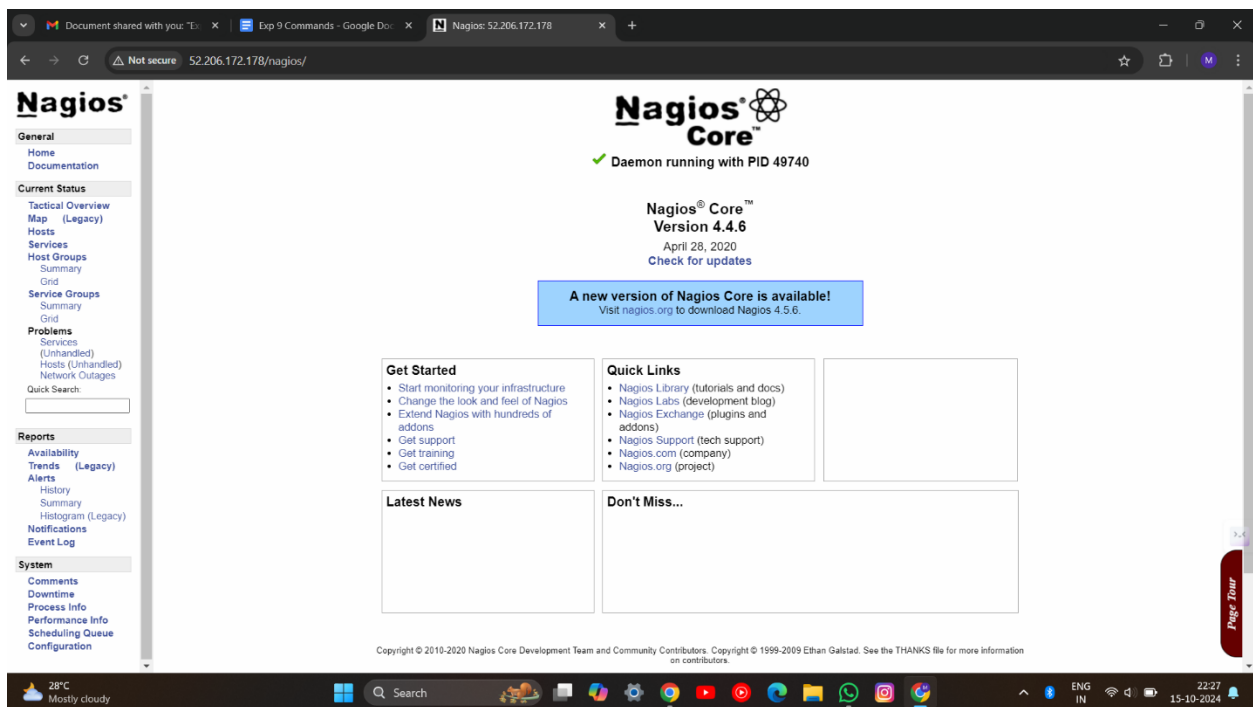 Document shared with you: "Ex
Exp 9 Commands - Google Doc
Nagios: 52.206.172.178
Not secure
52.206.172.178/nagios/
M
Nagios®
General
Home
Documentation
Current Status
Tactical Overview
Map (Legacy)
Hosts
Services
Host Groups
Summary
Grid
Service Groups
Summary
Grid
Problems
Services
(Unhandled)
Hosts (Unhandled)
Network Outages
Quick Search:
Reports
Availability
Trends (Legacy)
Alerts
History
Summary
Histogram (Legacy)
Notifications
Event Log
System
Comments
Downtime
Process Info
Performance Info
Scheduling Queue
Configuration
Nagios®
Core™
Daemon running with PID 49740
Nagios® Core™
Version 4.4.6
April 28, 2020
Check for updates
A new version of Nagios Core is available!
Visit nagios.org to download Nagios 4.5.6.
Get Started
• Start monitoring your infrastructure
• Change the look and feel of Nagios
• Extend Nagios with hundreds of
addons
• Get support
• Get training
• Get certified
Quick Links
• Nagios Library (tutorials and docs)
• Nagios Labs (development blog)
• Nagios Exchange (plugins and
addons)
• Nagios Support (tech support)
• Nagios.com (company)
• Nagios.org (project)
Latest News
Don't Miss...
Page Tour
Copyright © 2010-2020 Nagios Core Development Team and Community Contributors. Copyright © 1999-2009 Ethan Galstad. See the THANKS file for more information
on contributors.
28°C
Mostly cloudy
Search
ENG
IN
22:27
15-10-2024